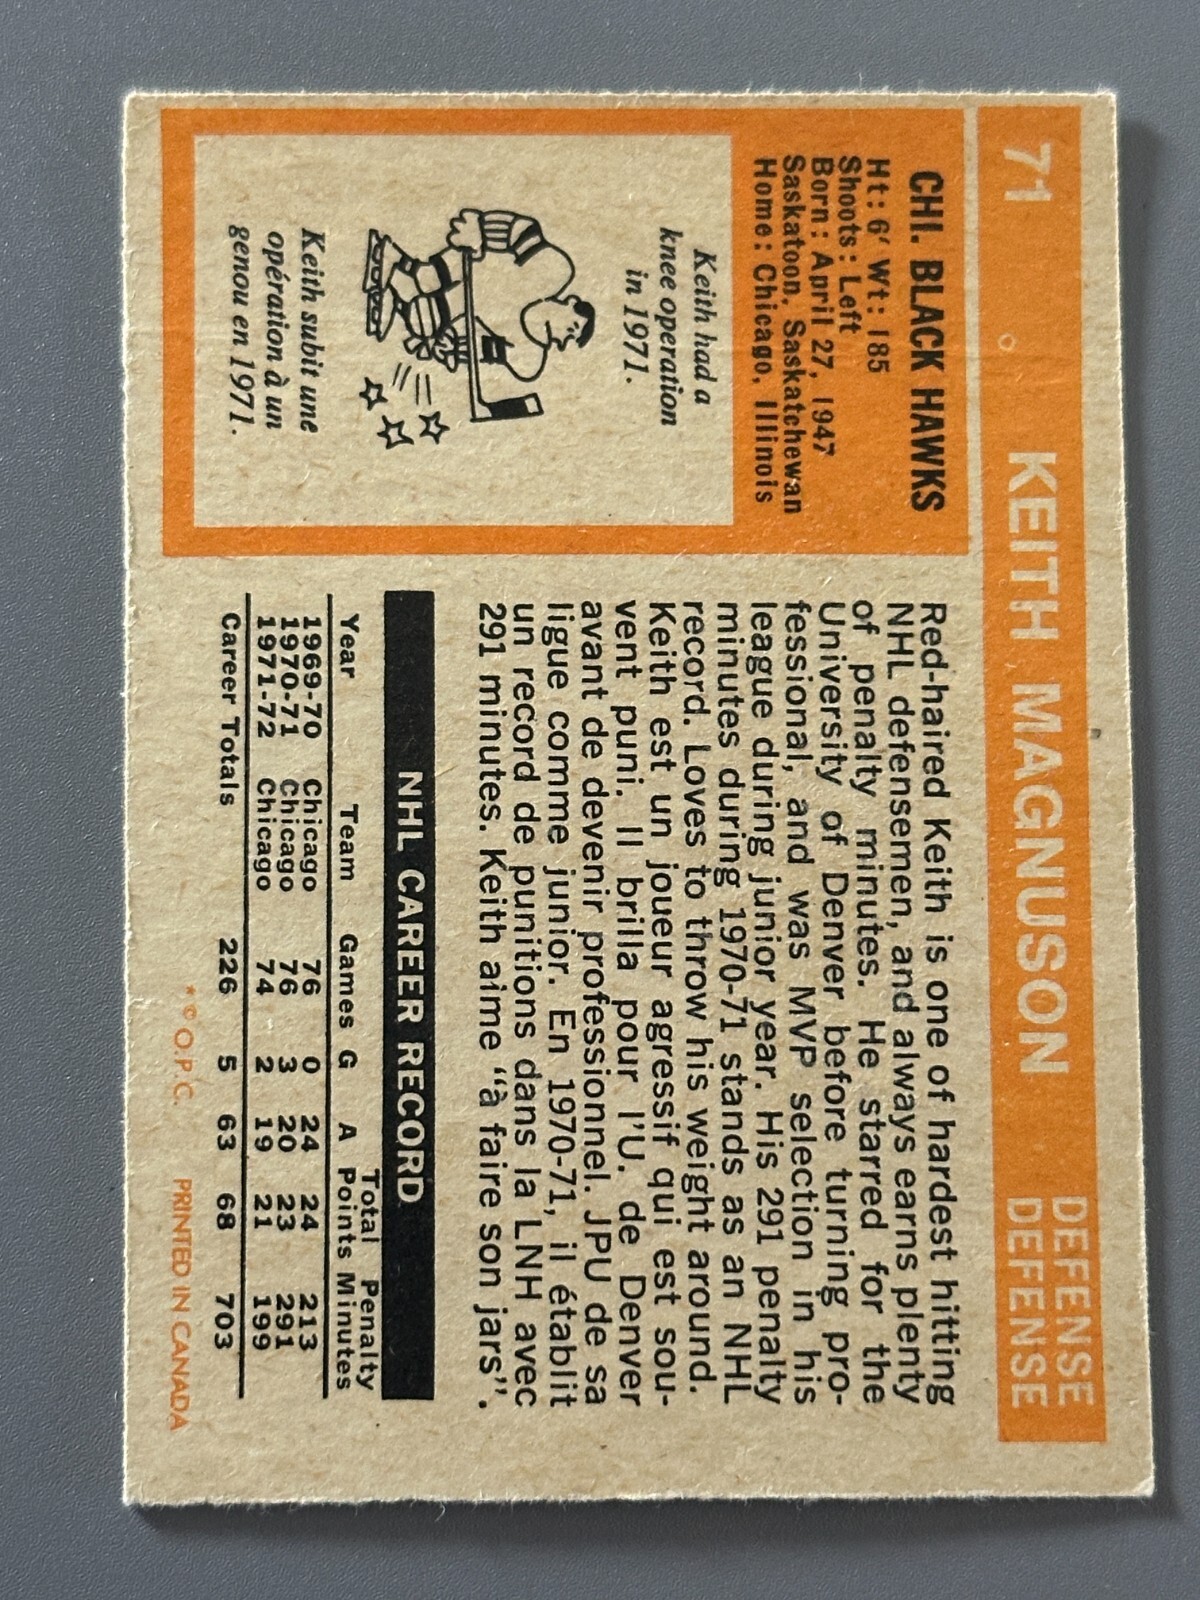 71 KEITH MAGNUSON DEFENSE
DEFENSE
CHI. BLACK HAWKS
Ht: 6' Wt: 185
Shoots: Left
Born: April 27, 1947
Saskatoon, Saskatchewan
Home: Chicago, Illinois
Keith had a
knee operation
in 1971.
Keith subit une
opération à un
genou en 1971.
Red-haired Keith is one of hardest hitting
NHL defensemen, and always earns plenty
of penalty minutes. He starred for the
University of Denver before turning pro-
fessional, and was MVP selection in his
league during junior year. His 291 penalty
minutes during 1970-71 stands as an NHL
record. Loves to throw his weight around.
Keith est un joueur agressif qui est sou-
vent puni. Il brilla pour l'U. de Denver
avant de devenir professionnel. JPU de sa
ligue comme junior. En 1970-71, il établit
un record de punitions dans la LNH avec
291 minutes. Keith aime "à faire son jars".
NHL CAREER RECORD
Total Penalty
Year Team Games G A Points Minutes
1969-70 Chicago 76 0 24 24 213
1970-71 Chicago 76 3 20 23 291
1971-72 Chicago 74 2 19 21 199
Career Totals 226 5 63 68 703
*© O.P.C. PRINTED IN CANADA